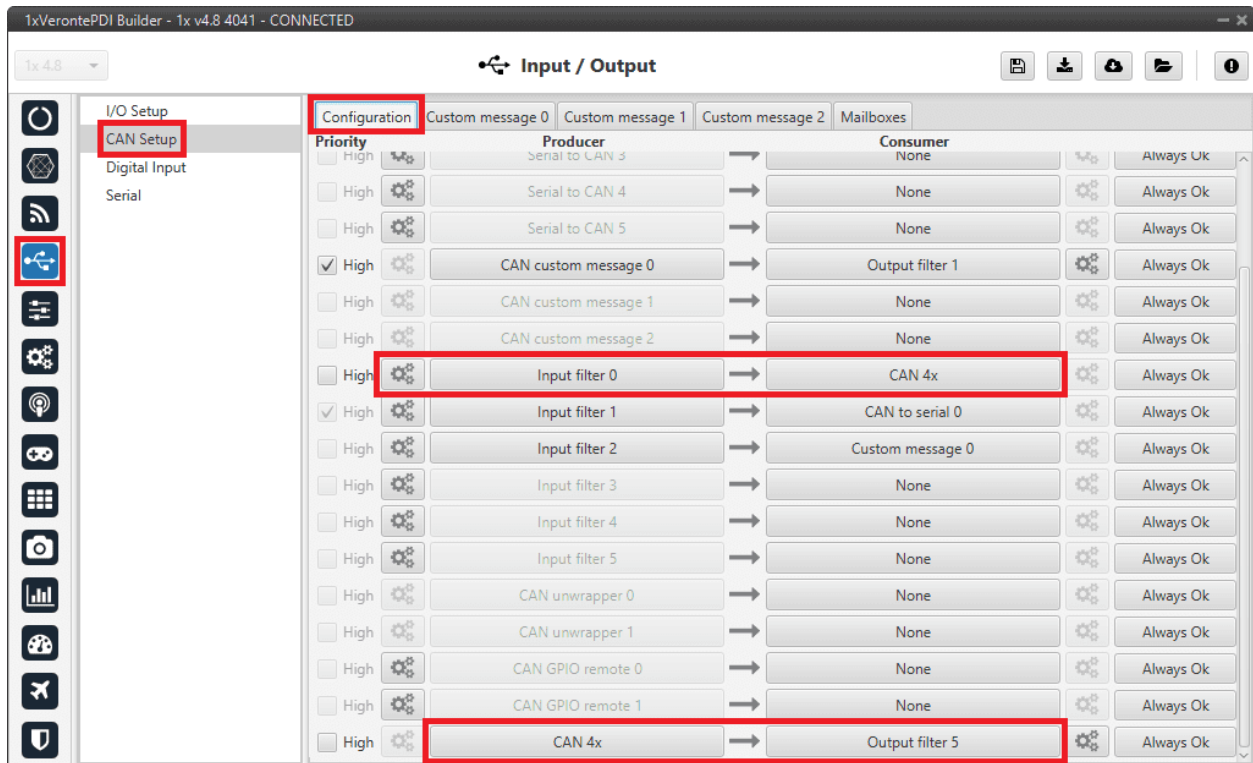 1xVerontePDI Builder - 1x v4.8 4041 - CONNECTED
1x 4.8
Input / Output
I/O Setup
CAN Setup
Digital Input
Serial
Configuration Custom message 0 Custom message 1 Custom message 2 Mailboxes
Priority Producer Consumer
High Serial to CAN 3 None Always Ok
High Serial to CAN 4 None Always Ok
High Serial to CAN 5 None Always Ok
High CAN custom message 0 Output filter 1 Always Ok
High CAN custom message 1 None Always Ok
High CAN custom message 2 None Always Ok
High Input filter 0 CAN 4x Always Ok
High Input filter 1 CAN to serial 0 Always Ok
High Input filter 2 Custom message 0 Always Ok
High Input filter 3 None Always Ok
High Input filter 4 None Always Ok
High Input filter 5 None Always Ok
High CAN unwrapper 0 None Always Ok
High CAN unwrapper 1 None Always Ok
High CAN GPIO remote 0 None Always Ok
High CAN GPIO remote 1 None Always Ok
High CAN 4x Output filter 5 Always Ok